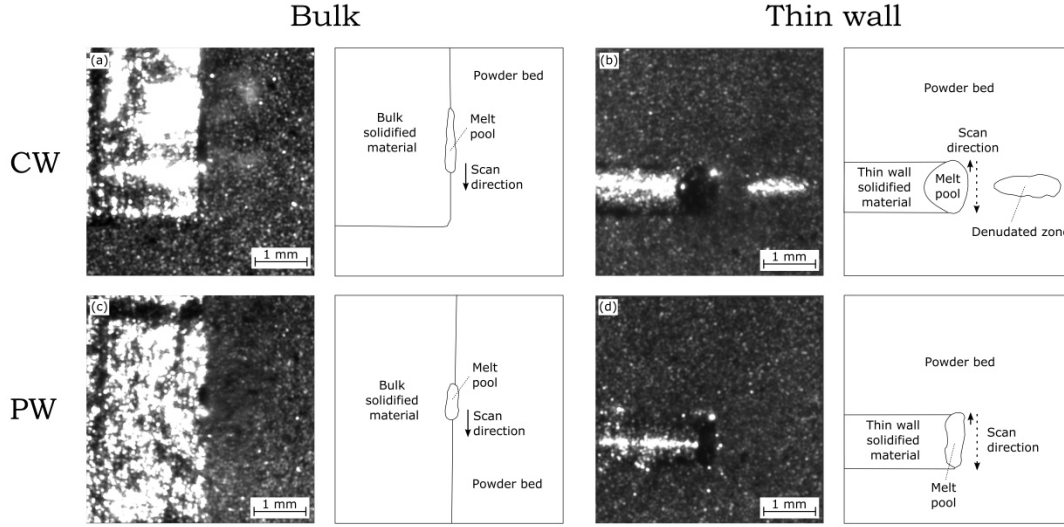 Bulk
Thin wall
CW
(a)
1 mm
Powder bed
Bulk
solidified
material
Melt
pool
Scan
direction
(b)
1 mm
Powder bed
Scan
direction
Thin wall
solidified
material
Melt
pool
Denudated zone
PW
(c)
1 mm
Melt
pool
Bulk
solidified
material
Scan
direction
Powder bed
(d)
1 mm
Powder bed
Thin wall
solidified
material
Scan
direction
Melt
pool